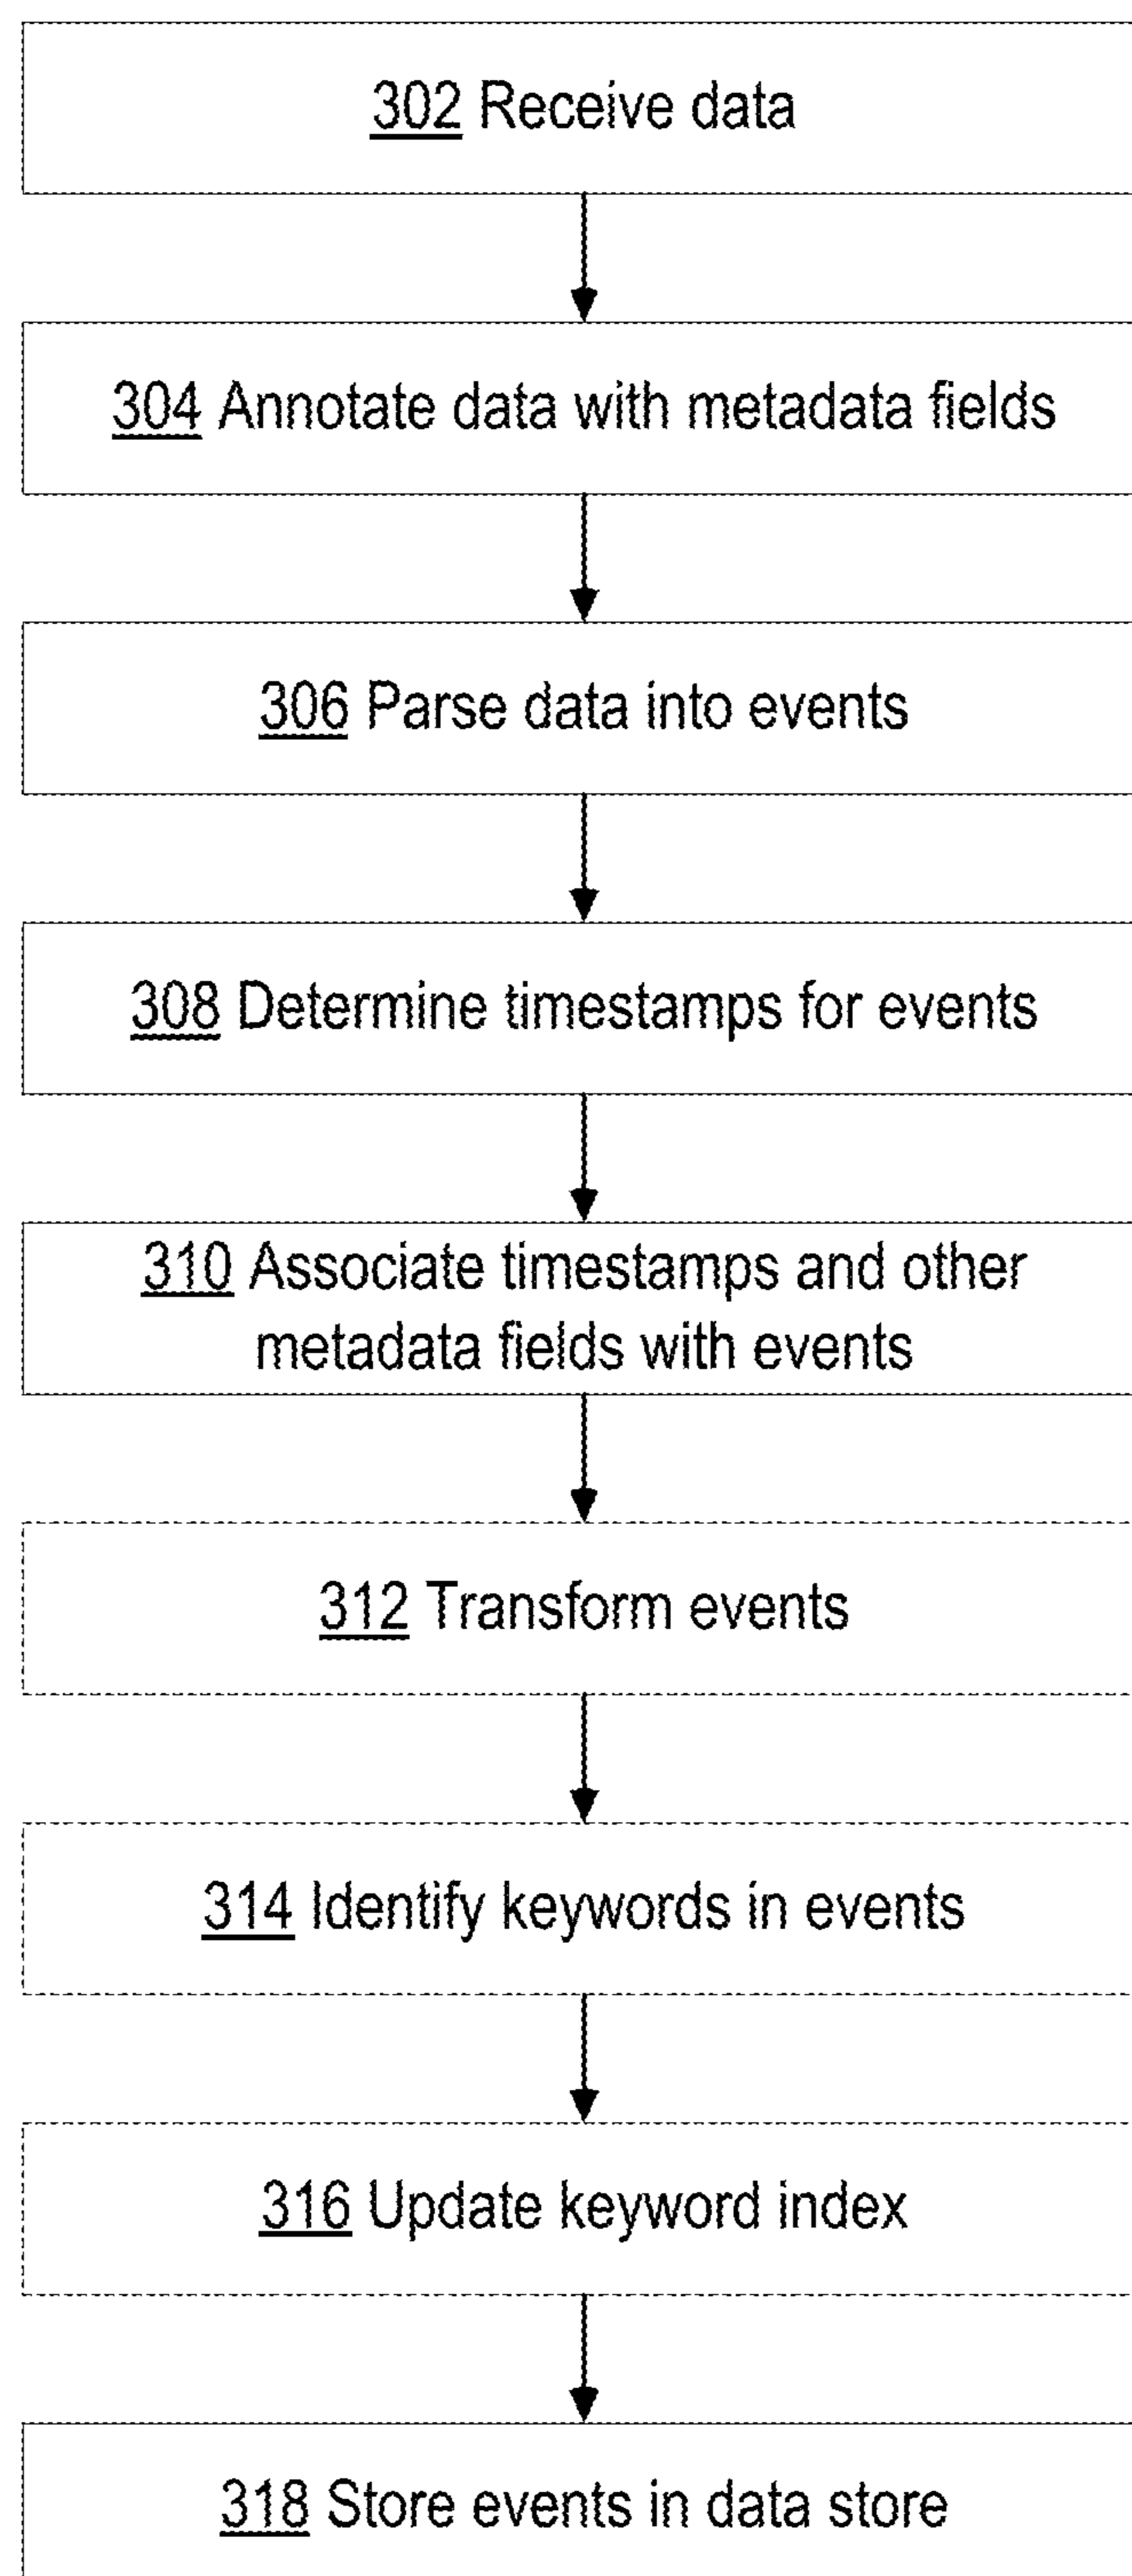 302 Receive data
304 Annotate data with metadata fields
306 Parse data into events
308 Determine timestamps for events
310 Associate timestamps and other
metadata fields with events
312 Transform events
314 Identify keywords in events
316 Update keyword index
318 Store events in data store